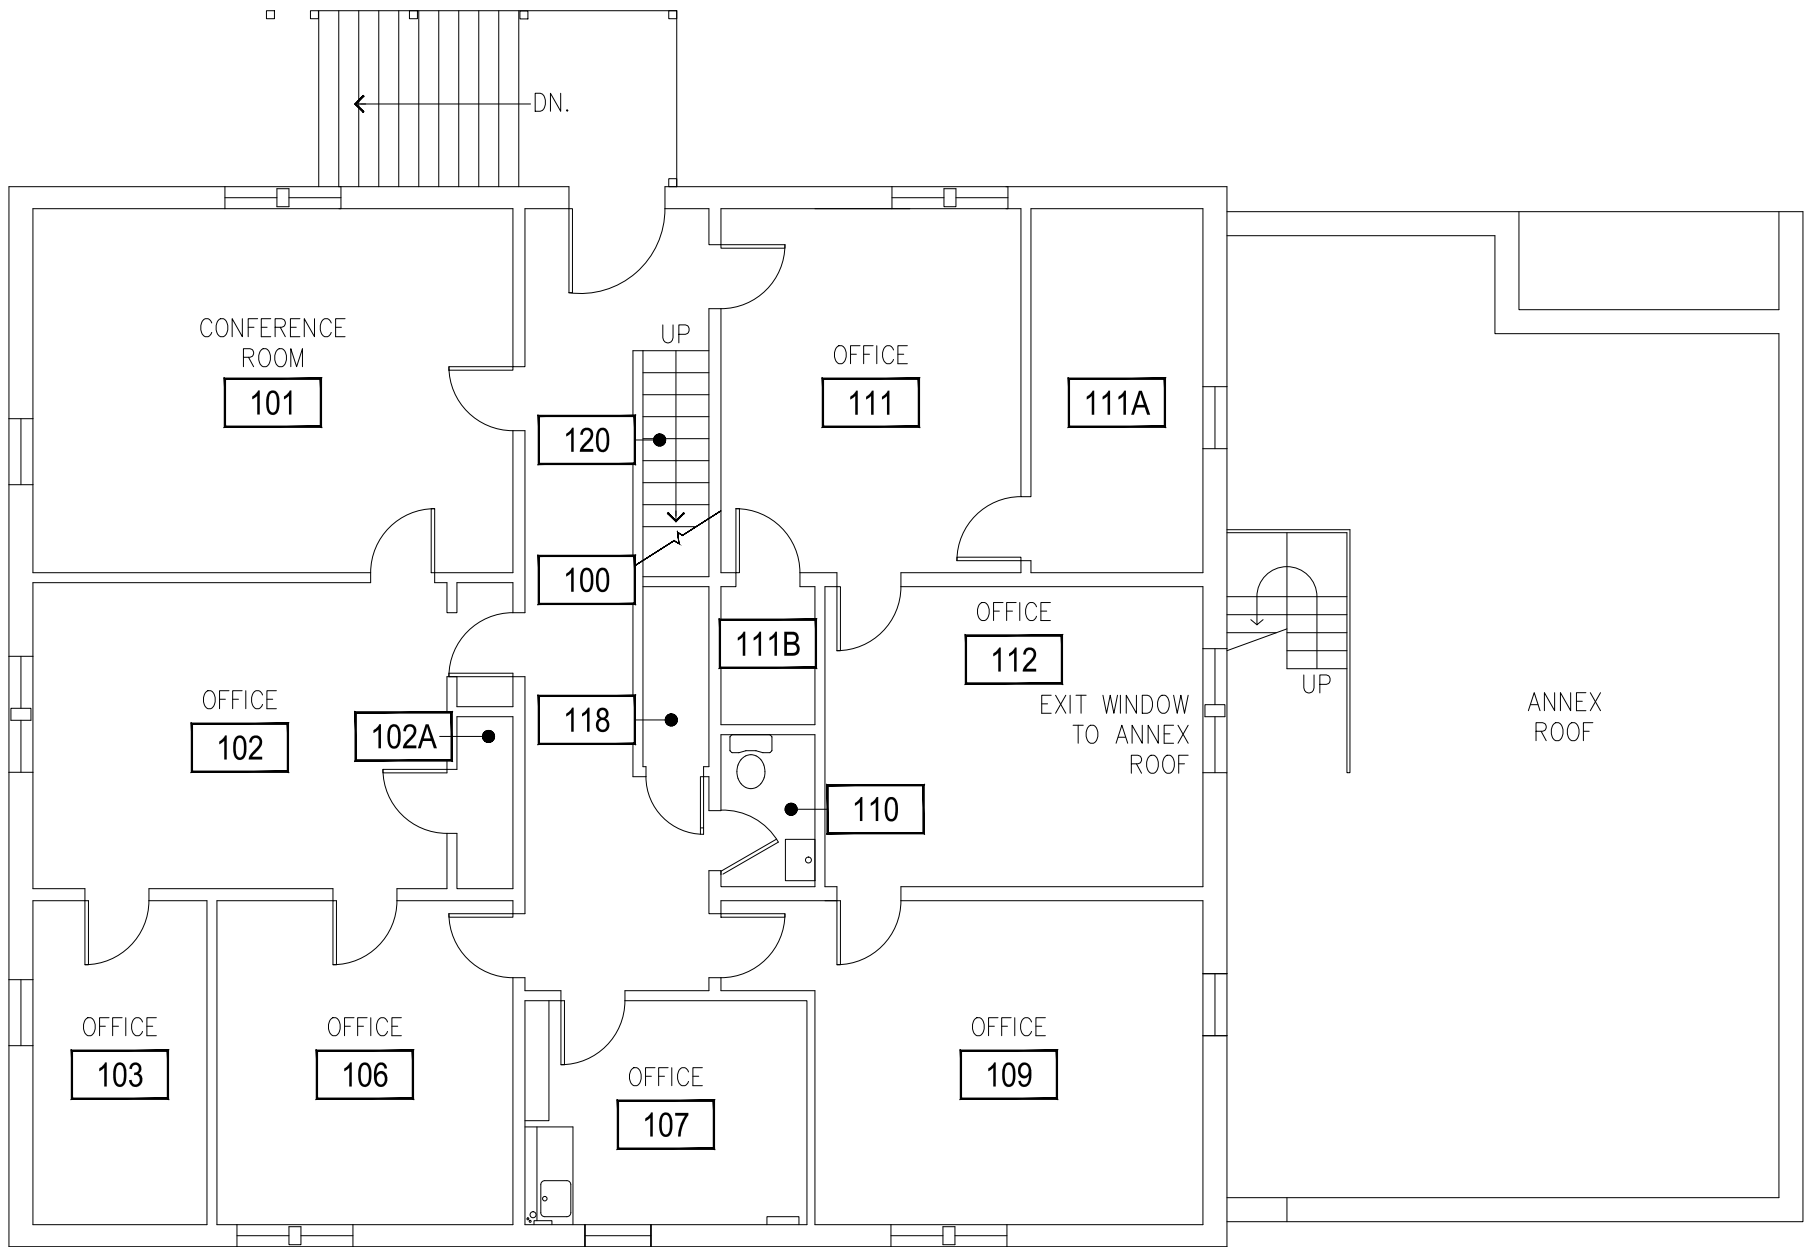 DN.
CONFERENCE
ROOM
101
UP
120
OFFICE
111
111A
100
118
111B
OFFICE
112
EXIT WINDOW
TO ANNEX
ROOF
UP
ANNEX
ROOF
OFFICE
102
102A
110
OFFICE
103
OFFICE
106
OFFICE
107
OFFICE
109